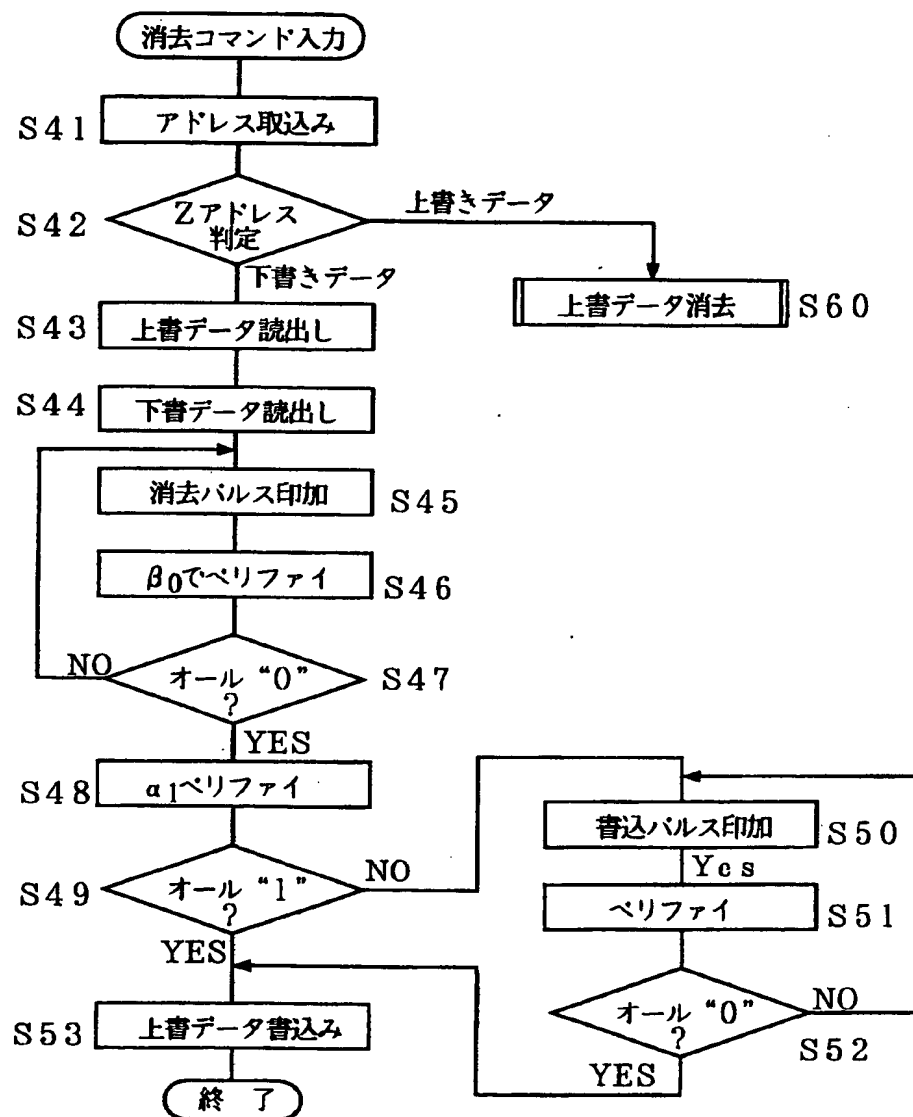 消去コマンド入力
S41
アドレス取込み
S42
Zアドレス
判定
上書きデータ
下書きデータ
上書データ消去
S60
S43
上書データ読出し
S44
下書データ読出し
消去パルス印加
S45
β0でベリファイ
S46
NO
オール “0”
?
S47
YES
S48
α1ベリファイ
書込パルス印加
S50
Yes
S49
オール “1”
?
NO
ベリファイ
S51
YES
オール “0”
?
NO
S52
YES
S53
上書データ書込み
終了